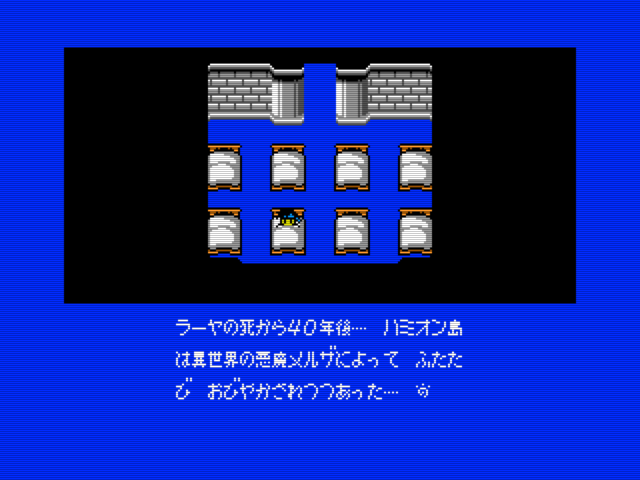 ラーヤの死から40年後… ハミオン島
は異世界の悪魔メルザによって ふたた
び おびやかされつつあった… す